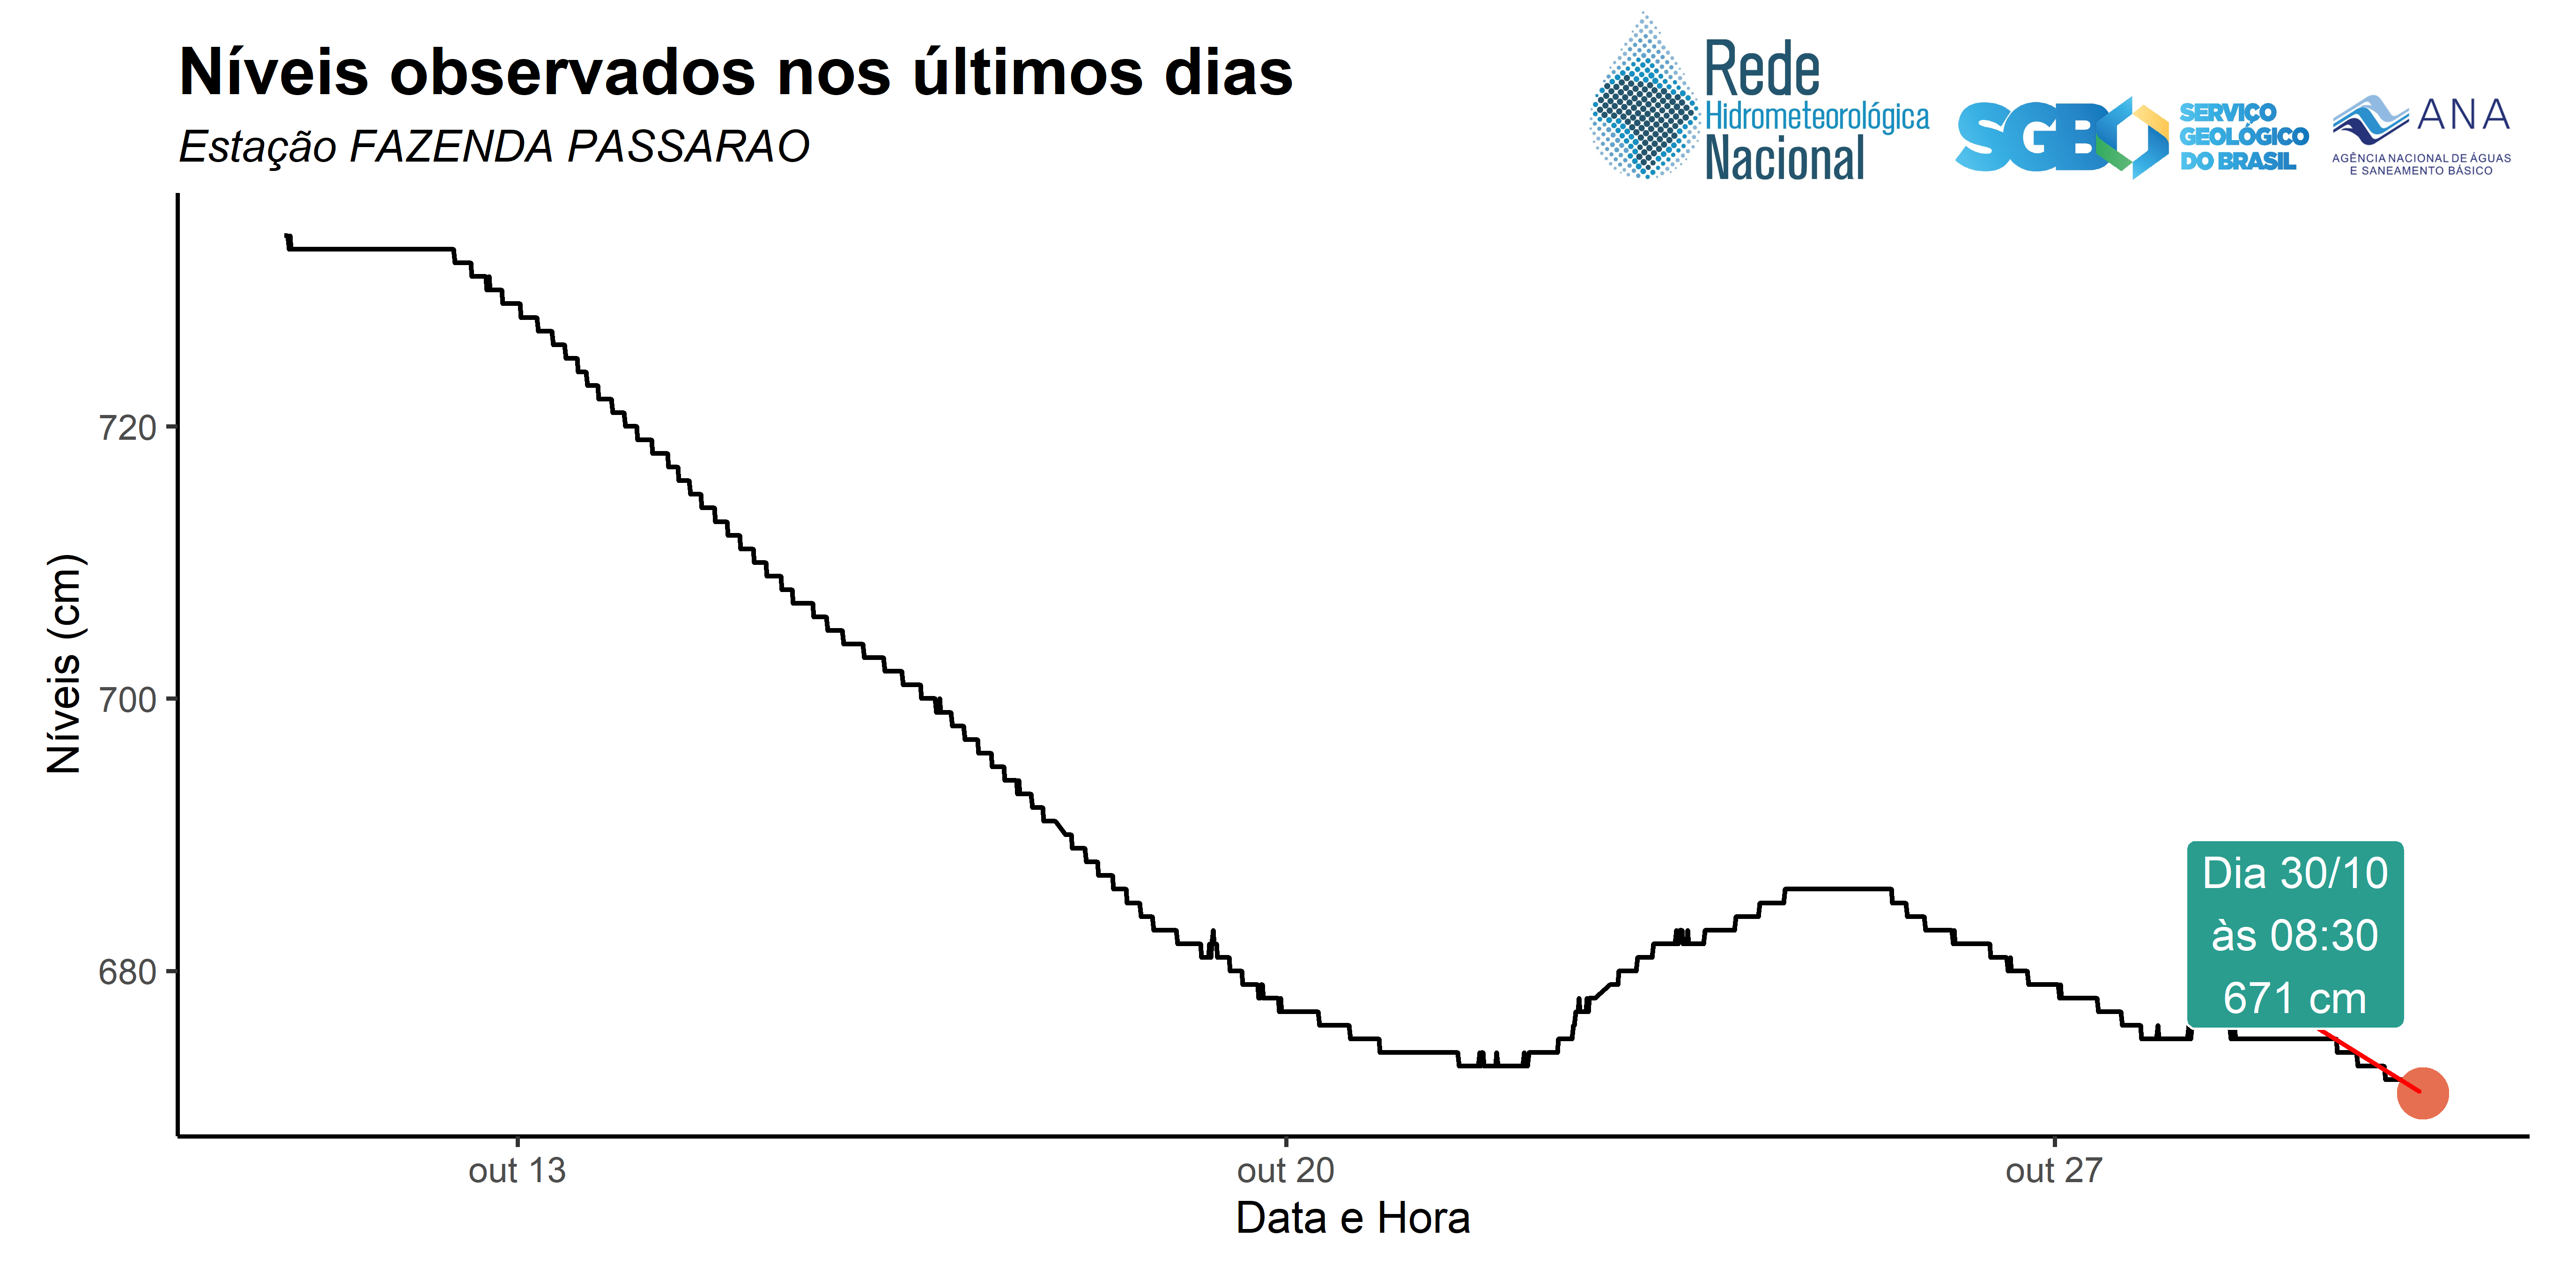 Níveis observados nos últimos dias
Estação FAZENDA PASSARAO
Rede
Hidrometeorológica
Nacional
SGB
SERVIÇO
GEOLÓGICO
DO BRASIL
ANA
AGÊNCIA NACIONAL DE ÁGUAS
E SANEAMENTO BÁSICO
Níveis (cm)
720
700
680
Dia 30/10
às 08:30
671 cm
out 13
out 20
out 27
Data e Hora